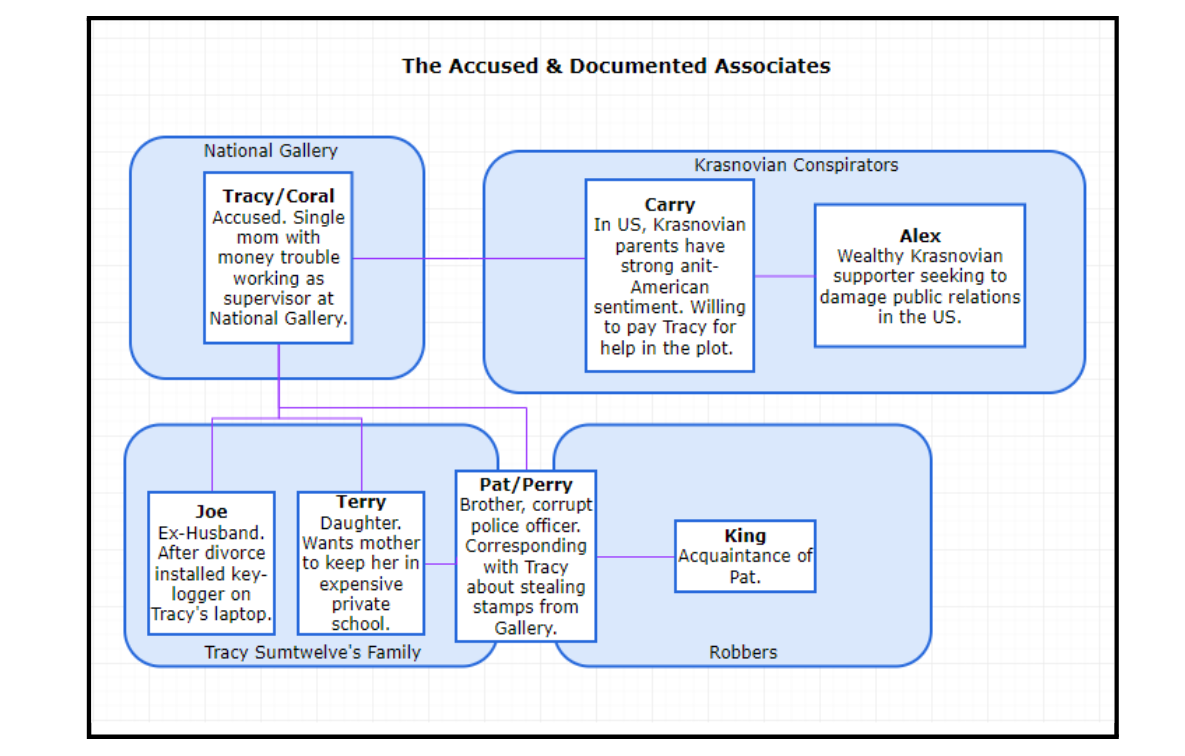 The Accused & Documented Associates
National Gallery
Tracy/Coral
Accused. Single
mom with
money trouble
working as
supervisor at
National Gallery.
Krasnovian Conspirators
Carry
In US, Krasnovian
parents have
strong anit-
American
sentiment. Willing
to pay Tracy for
help in the plot.
Alex
Wealthy Krasnovian
supporter seeking to
damage public relations
in the US.
Joe
Ex-Husband.
After divorce
installed key-
logger on
Tracy's laptop.
Terry
Daughter.
Wants mother
to keep her in
expensive
private
school.
Tracy Sumtwelve's Family
Pat/Perry
Brother, corrupt
police officer.
Corresponding
with Tracy
about stealing
stamps from
Gallery.
King
Acquaintance of
Pat.
Robbers